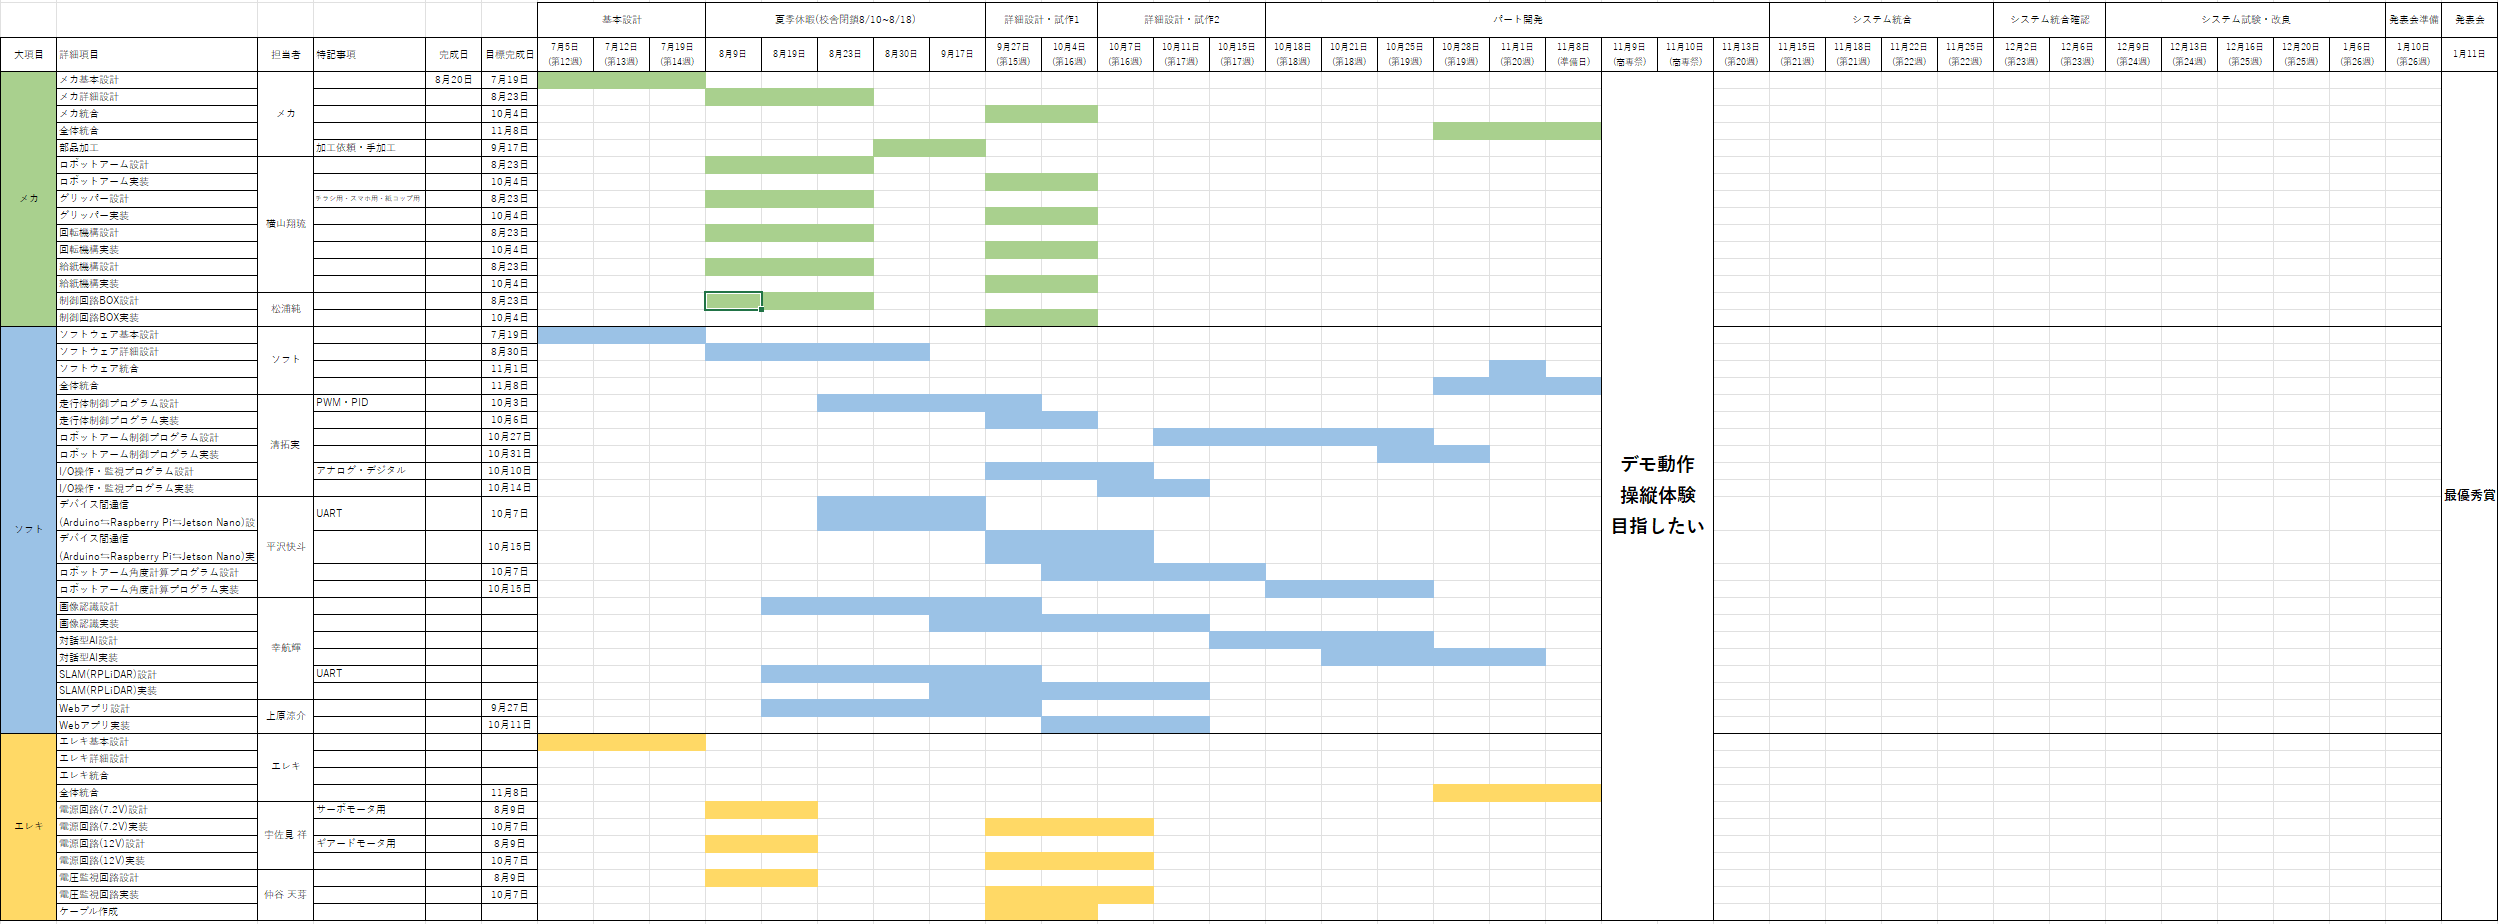 基本設計 夏季休暇(校舎閉鎖8/10~8/18) 詳細設計・試作1 詳細設計・試作2 パート開発 システム統合 システム統合確認 システム試験・改良 発表会準備 発表会
大項目 詳細項目 担当者 特記事項 完成日 目標完成日 7月5日 7月12日 7月19日 8月9日 8月19日 8月23日 8月30日 9月17日 9月27日 10月4日 10月7日 10月11日 10月15日 10月18日 10月21日 10月25日 10月28日 11月1日 11月8日 11月9日 11月10日 11月13日 11月15日 11月18日 11月22日 11月25日 12月2日 12月6日 12月9日 12月13日 12月16日 12月20日 1月6日 1月10日 1月11日
(第12週) (第13週) (第14週) (第15週) (第16週) (第16週) (第17週) (第17週) (第18週) (第18週) (第19週) (第19週) (第20週) (準備日) (高専祭) (高専祭) (第20週) (第21週) (第21週) (第22週) (第22週) (第23週) (第23週) (第24週) (第24週) (第25週) (第25週) (第26週) (第26週)
メカ
メカ基本設計 メカ 8月20日 7月19日
メカ詳細設計 8月23日
メカ統合 10月4日
全体統合 11月8日
部品加工 加工依頼・手加工 9月17日
ロボットアーム設計 横山翔琉 8月23日
ロボットアーム実装 10月4日
グリッパー設計 チラシ用・スマホ用・紙コップ用 8月23日
グリッパー実装 10月4日
回転機構設計 8月23日
回転機構実装 10月4日
給紙機構設計 8月23日
給紙機構実装 10月4日
制御回路BOX設計 松浦純 8月23日
制御回路BOX実装 10月4日
ソフト
ソフトウェア基本設計 ソフト 7月19日
ソフトウェア詳細設計 8月30日
ソフトウェア統合 11月1日
全体統合 11月8日
走行体制御プログラム設計 清拓実 PWM・PID 10月3日
走行体制御プログラム実装 10月6日
ロボットアーム制御プログラム設計 10月27日
ロボットアーム制御プログラム実装 10月31日
I/O操作・監視プログラム設計 アナログ・デジタル 10月10日
I/O操作・監視プログラム実装 10月14日
デバイス間通信
(Arduino⇆Raspberry Pi⇆Jetson Nano)設 平沢快斗 UART 10月7日
デバイス間通信
(Arduino⇆Raspberry Pi⇆Jetson Nano)実 10月15日
ロボットアーム角度計算プログラム設計 10月7日
ロボットアーム角度計算プログラム実装 10月15日
画像認識設計 幸航輝
画像認識実装
対話型AI設計
対話型AI実装
SLAM(RPLiDAR)設計 UART
SLAM(RPLiDAR)実装
Webアプリ設計 上原涼介 9月27日
Webアプリ実装 10月11日
エレキ
エレキ基本設計 エレキ
エレキ詳細設計
エレキ統合
全体統合 11月8日
電源回路(7.2V)設計 宇佐見 祥 サーボモータ用 8月9日
電源回路(7.2V)実装 10月7日
電源回路(12V)設計 ギアードモータ用 8月9日
電源回路(12V)実装 10月7日
電圧監視回路設計 仲谷 天芽 8月9日
電圧監視回路実装 10月7日
ケーブル作成
デモ動作
操縦体験
目指したい
最優秀賞